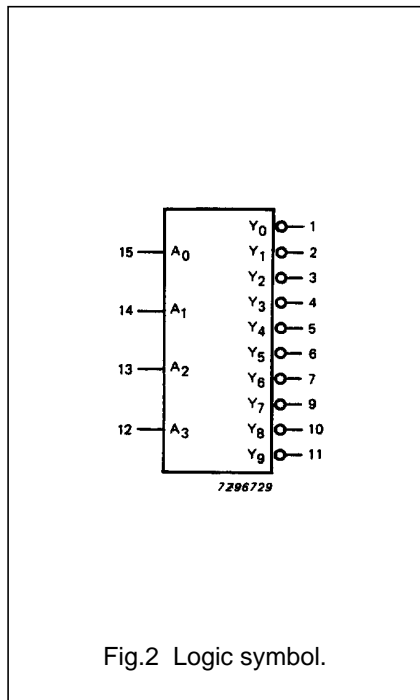 Y0 1
15 A0 Y1 2
Y2 3
14 A1 Y3 4
Y4 5
13 A2 Y5 6
Y6 7
Y7 9
12 A3 Y8 10
Y9 11
7296729
Fig.2 Logic symbol.